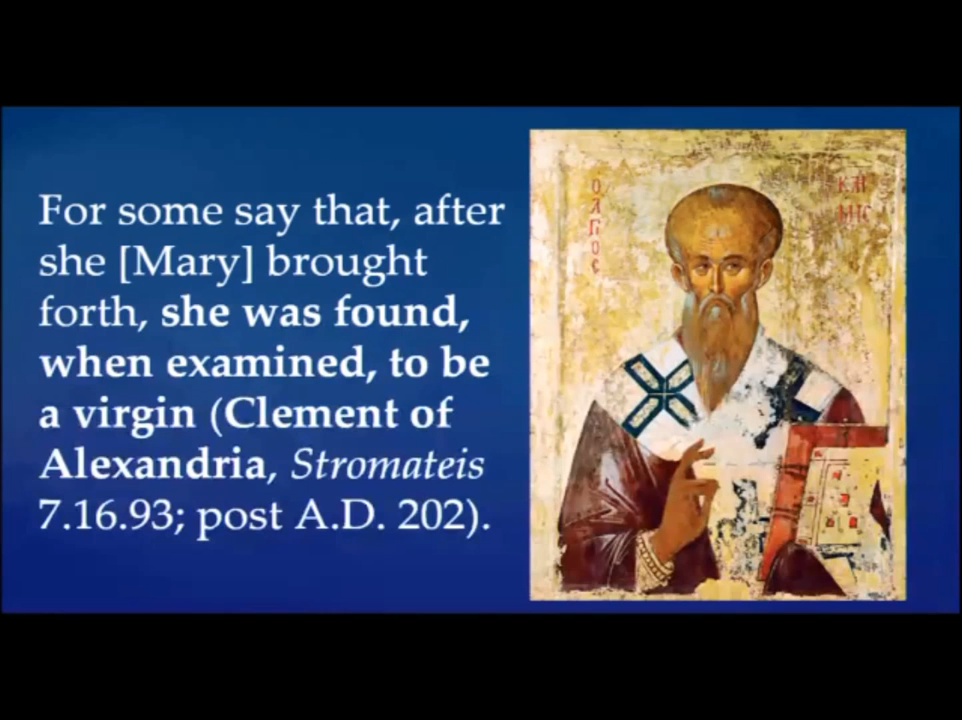 For some say that, after
she [Mary] brought
forth, she was found,
when examined, to be
a virgin (Clement of
Alexandria, Stromateis
7.16.93; post A.D. 202).
Ο ΑΓΙΟC